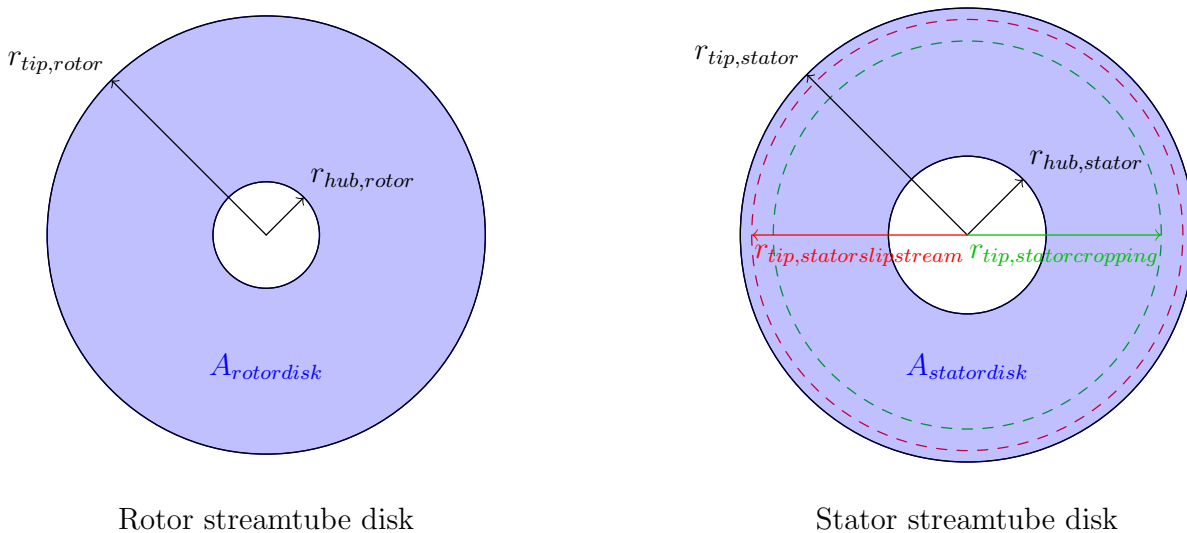 r_{tip,rotor}
r_{hub,rotor}
A_{rotordisk}
Rotor streamtube disk
r_{tip,stator}
r_{hub,stator}
r_{tip,statorslipstream}
r_{tip,statorcropping}
A_{statordisk}
Stator streamtube disk